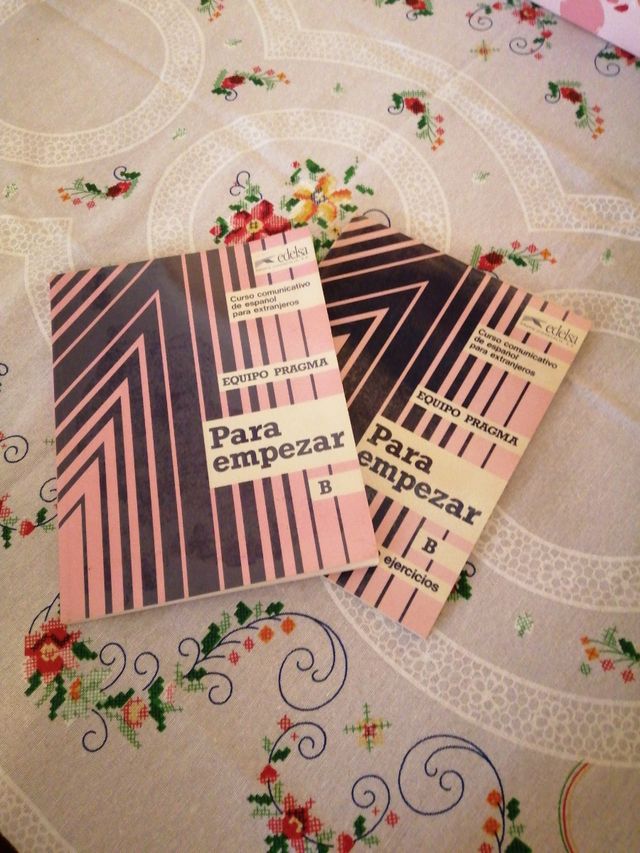 edelsa
Curso comunicativo
de español
para extranjeros
EQUIPO PRAGMA
Para
empezar
B
edelsa
Curso comunicativo
de español
para extranjeros
EQUIPO PRAGMA
Para
empezar
B
ejercicios